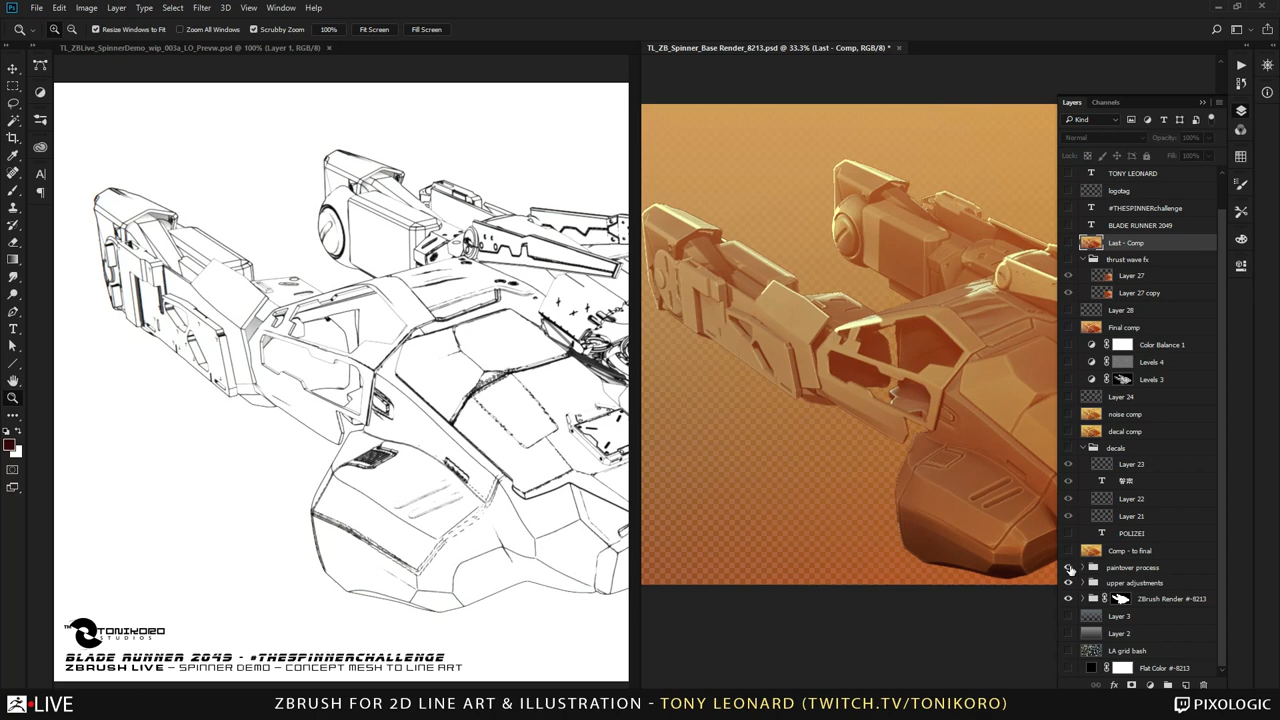 Ps File Edit Image Layer Type Select Filter 3D View Window Help
Resize Windows to Fit Zoom All Windows Scrubby Zoom 100% Fit Screen Fill Screen
TL_ZBLive_SpinnerDemo_wip_003a_LO_Prevw.psd @ 100% (Layer 1, RGB/8) ×
TL_ZB_Spinner_Base Render_8213.psd @ 33.3% (Last - Comp, RGB/8) * ×
Layers Channels
Kind
Normal Opacity: 100%
Lock: Fill: 100%
TONY LEONARD
logotag
#THESPINNERchallenge
BLADE RUNNER 2049
Last - Comp
thrust wave fx
Layer 27
Layer 27 copy
Layer 28
Final comp
Color Balance 1
Levels 4
Levels 3
Layer 24
noise comp
decal comp
decals
Layer 23
Layer 22
Layer 21
POLIZEI
Comp - to final
paintover process
upper adjustments
ZBrush Render #-8213
Layer 3
Layer 2
LA grid bash
Flat Color #-8213
fx
TM TONIKORO
STUDIOS
BLADE RUNNER 2049 - #THESPINNERCHALLENGE
ZBRUSH LIVE – SPINNER DEMO – CONCEPT MESH TO LINE ART
LIVE
ZBRUSH FOR 2D LINE ART & ILLUSTRATION - TONY LEONARD (TWITCH.TV/TONIKORO)
PIXOLOGIC